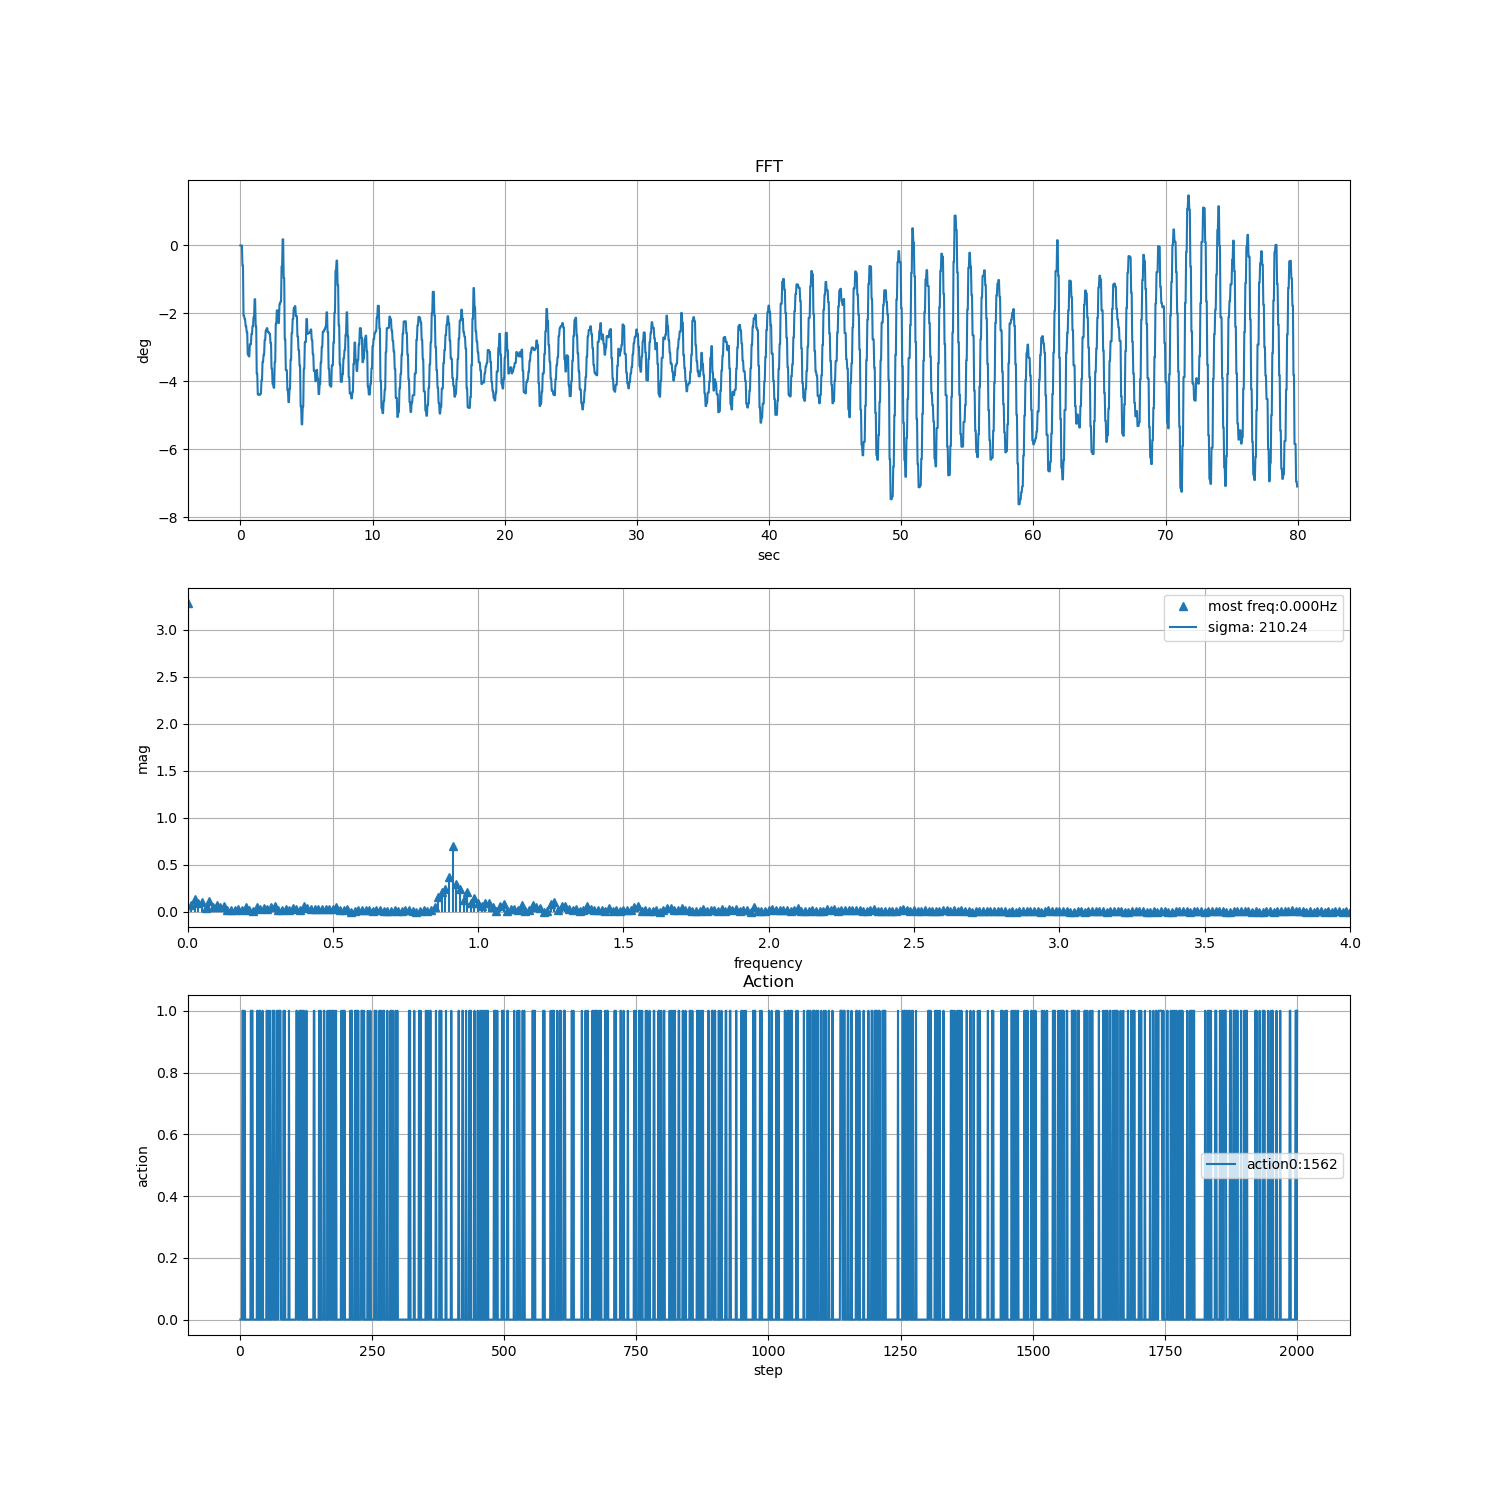 FFT
0
−2
−4
−6
−8
deg
0 10 20 30 40 50 60 70 80
sec
most freq:0.000Hz
sigma: 210.24
3.0
2.5
2.0
1.5
1.0
0.5
0.0
mag
0.0 0.5 1.0 1.5 2.0 2.5 3.0 3.5 4.0
frequency
Action
1.0
0.8
0.6
0.4
0.2
0.0
action
action0:1562
0 250 500 750 1000 1250 1500 1750 2000
step